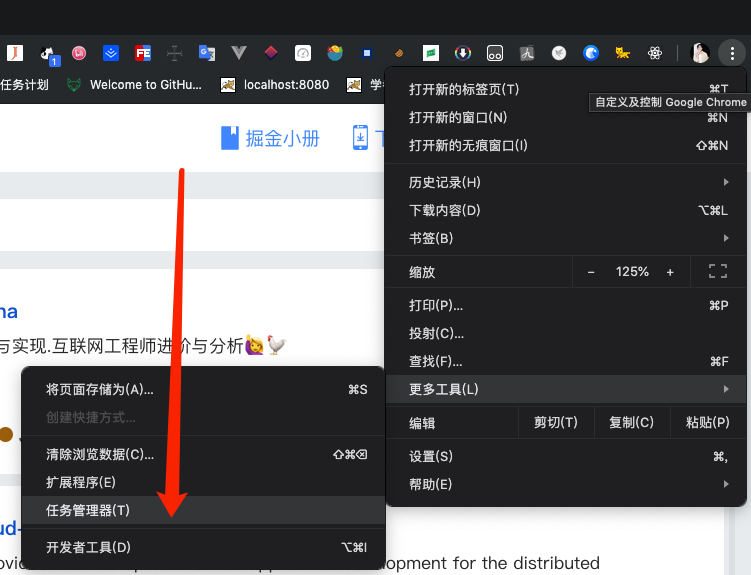 1
任务计划
Welcome to GitHu...
localhost:8080
学
打开新的标签页(T)
⌘T
自定义及控制 Google Chrome
打开新的窗口(N)
⌘N
打开新的无痕窗口(I)
⇧⌘N
掘金小册
下
历史记录(H)
下载内容(D)
⌥⌘L
书签(B)
缩放
− 125% +
打印(P)...
⌘P
投射(C)...
查找(F)...
⌘F
更多工具(L)
编辑
剪切(T)
复制(C)
粘贴(P)
设置(S)
⌘,
帮助(E)
na
与实现.互联网工程师进阶与分析🙋🐓
将页面存储为(A)...
⌘S
创建快捷方式...
清除浏览数据(C)...
⇧⌘⌫
扩展程序(E)
任务管理器(T)
开发者工具(D)
⌥⌘I
ud-
lopment for the distributed